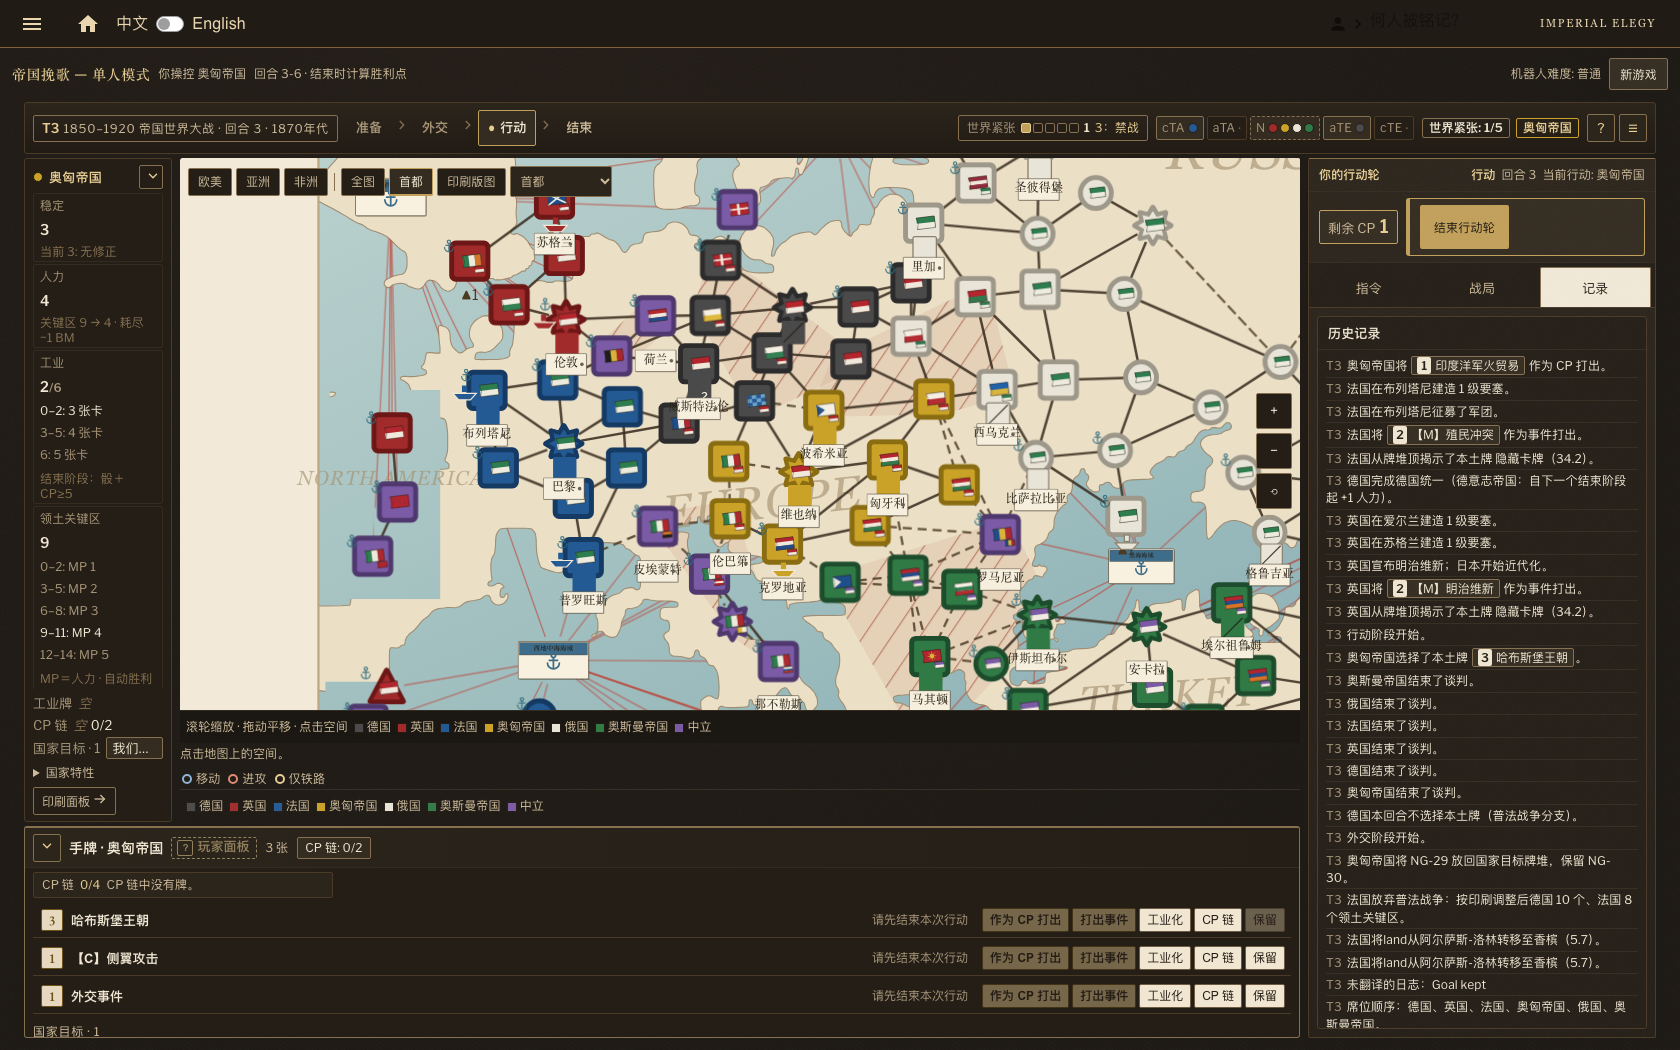 中文 English
何人被铭记?
IMPERIAL ELEGY
帝国挽歌 — 单人模式 你操控 奥匈帝国 回合 3-6 · 结束时计算胜利点
机器人难度: 普通 新游戏
T3 1850–1920 帝国世界大战 · 回合 3 · 1870年代 准备 外交 行动 结束
世界紧张 1 3：禁战 cTA aTA · N aTE cTE · 世界紧张: 1/5 奥匈帝国 ? ≡
奥匈帝国
稳定
3
当前 3: 无修正
人力
4
关键区 9 → 4 · 耗尽
−1 BM
工业
2/6
0–2: 3 张卡
3–5: 4 张卡
6: 5 张卡
结束阶段：骰＋
CP≥5
领土关键区
9
0–2: MP 1
3–5: MP 2
6–8: MP 3
9–11: MP 4
12–14: MP 5
MP＝人力 · 自动胜利
工业牌 空
CP 链 空 0/2
国家目标 · 1 我们...
国家特性
印刷面板 →
欧美 亚洲 非洲 全图 首都 印刷版图 首都
RUSS
圣彼得堡
苏格兰
里加
1
伦敦
荷兰
威斯特法伦
布列塔尼
西乌克兰
波希米亚
NORTH AMERICA
巴黎
EUROPE
维也纳
匈牙利
比萨拉比亚
皮埃蒙特
伦巴第
克罗地亚
罗马尼亚
格鲁吉亚
普罗旺斯
西地中海海域
伊斯坦布尔
埃尔祖鲁姆
安卡拉
马其顿
那不勒斯
TURKE
+
−
滚轮缩放 · 拖动平移 · 点击空间 德国 英国 法国 奥匈帝国 俄国 奥斯曼帝国 中立
点击地图上的空间。
移动 进攻 仅铁路
德国 英国 法国 奥匈帝国 俄国 奥斯曼帝国 中立
手牌 · 奥匈帝国 ? 玩家面板 3 张 CP 链: 0/2
CP 链 0/4 CP 链中没有牌。
3 哈布斯堡王朝 请先结束本次行动 作为 CP 打出 打出事件 工业化 CP 链 保留
1 【C】侧翼攻击 请先结束本次行动 作为 CP 打出 打出事件 工业化 CP 链 保留
1 外交事件 请先结束本次行动 作为 CP 打出 打出事件 工业化 CP 链 保留
国家目标 · 1
你的行动轮 行动 回合 3 当前行动: 奥匈帝国
剩余 CP 1 结束行动轮
指令 战局 记录
历史记录
T3 奥匈帝国将 1 印度洋军火贸易 作为 CP 打出。
T3 法国在布列塔尼建造 1 级要塞。
T3 法国在布列塔尼征募了军团。
T3 法国将 2 【M】殖民冲突 作为事件打出。
T3 法国从牌堆顶揭示了本土牌 隐藏卡牌（34.2）。
T3 德国完成德国统一（德意志帝国：自下一个结束阶段
起 +1 人力）。
T3 英国在爱尔兰建造 1 级要塞。
T3 英国在苏格兰建造 1 级要塞。
T3 英国宣布明治维新；日本开始近代化。
T3 英国将 2 【M】明治维新 作为事件打出。
T3 英国从牌堆顶揭示了本土牌 隐藏卡牌（34.2）。
T3 行动阶段开始。
T3 奥匈帝国选择了本土牌 3 哈布斯堡王朝 。
T3 奥斯曼帝国结束了谈判。
T3 俄国结束了谈判。
T3 法国结束了谈判。
T3 英国结束了谈判。
T3 德国结束了谈判。
T3 奥匈帝国结束了谈判。
T3 德国本回合不选择本土牌（普法战争分支）。
T3 外交阶段开始。
T3 奥匈帝国将 NG-29 放回国家目标牌堆，保留 NG-
30。
T3 法国放弃普法战争：按印刷调整后德国 10 个、法国 8
个领土关键区。
T3 法国将land从阿尔萨斯-洛林转移至香槟（5.7）。
T3 法国将land从阿尔萨斯-洛林转移至香槟（5.7）。
T3 未翻译的日志：Goal kept
T3 席位顺序：德国、英国、法国、奥匈帝国、俄国、奥
斯曼帝国。